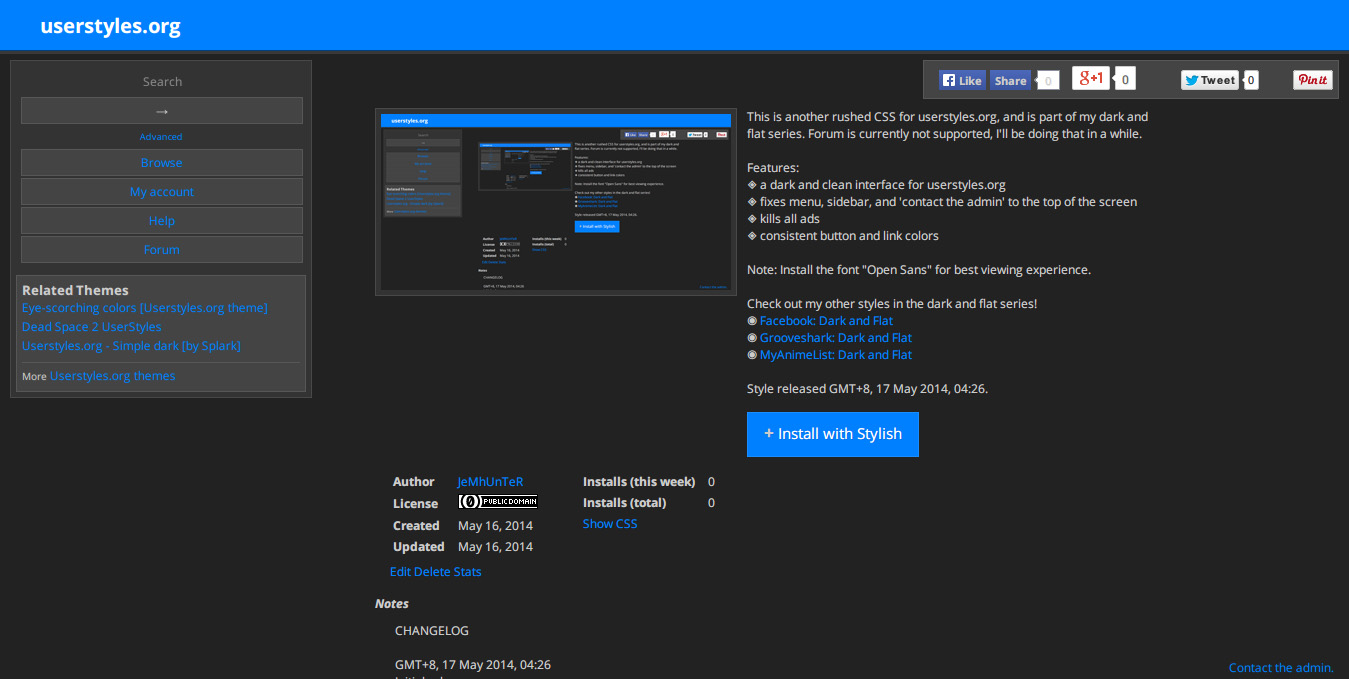 userstyles.org
Search
→
Advanced
Browse
My account
Help
Forum
Related Themes
Eye-scorching colors [Userstyles.org theme]
Dead Space 2 UserStyles
Userstyles.org - Simple dark [by Splark]
More Userstyles.org themes
Like Share 0 g+1 0 Tweet 0 Pin it
userstyles.org
This is another rushed CSS for userstyles.org, and is part of my dark and
flat series. Forum is currently not supported, I'll be doing that in a while.
Features:
◈ a dark and clean interface for userstyles.org
◈ fixes menu, sidebar, and 'contact the admin' to the top of the screen
◈ kills all ads
◈ consistent button and link colors
Note: Install the font "Open Sans" for best viewing experience.
Check out my other styles in the dark and flat series!
◉ Facebook: Dark and Flat
◉ Grooveshark: Dark and Flat
◉ MyAnimeList: Dark and Flat
Style released GMT+8, 17 May 2014, 04:26.
+ Install with Stylish
Author JeMhUnTeR
License PUBLIC DOMAIN
Created May 16, 2014
Updated May 16, 2014
Installs (this week) 0
Installs (total) 0
Show CSS
Edit Delete Stats
Notes
CHANGELOG
GMT+8, 17 May 2014, 04:26
Contact the admin.